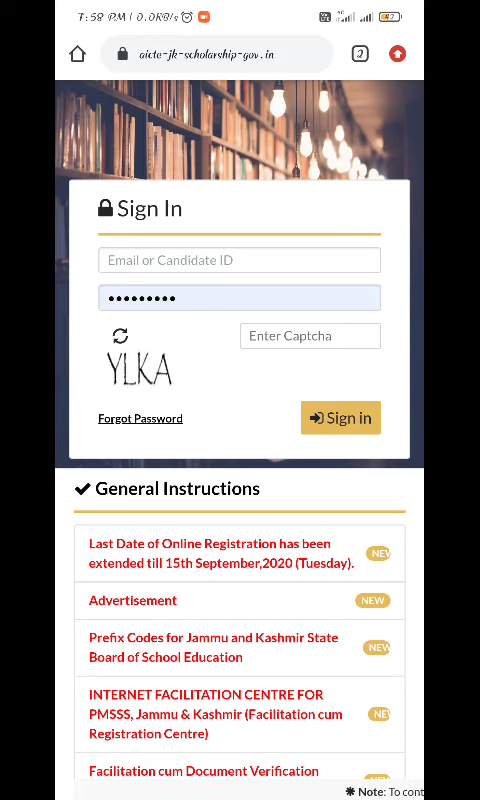 7:58 PM | 0.0KB/s
4G
42
aicte-jk-scholarship-gov.in
2
Sign In
Email or Candidate ID
•••••••••
Enter Captcha
YLKA
Forgot Password
Sign in
General Instructions
Last Date of Online Registration has been
extended till 15th September,2020 (Tuesday).
NEW
Advertisement
NEW
Prefix Codes for Jammu and Kashmir State
Board of School Education
NEW
INTERNET FACILITATION CENTRE FOR
PMSSS, Jammu & Kashmir (Facilitation cum
Registration Centre)
NE
Facilitation cum Document Verification
Note: To cont